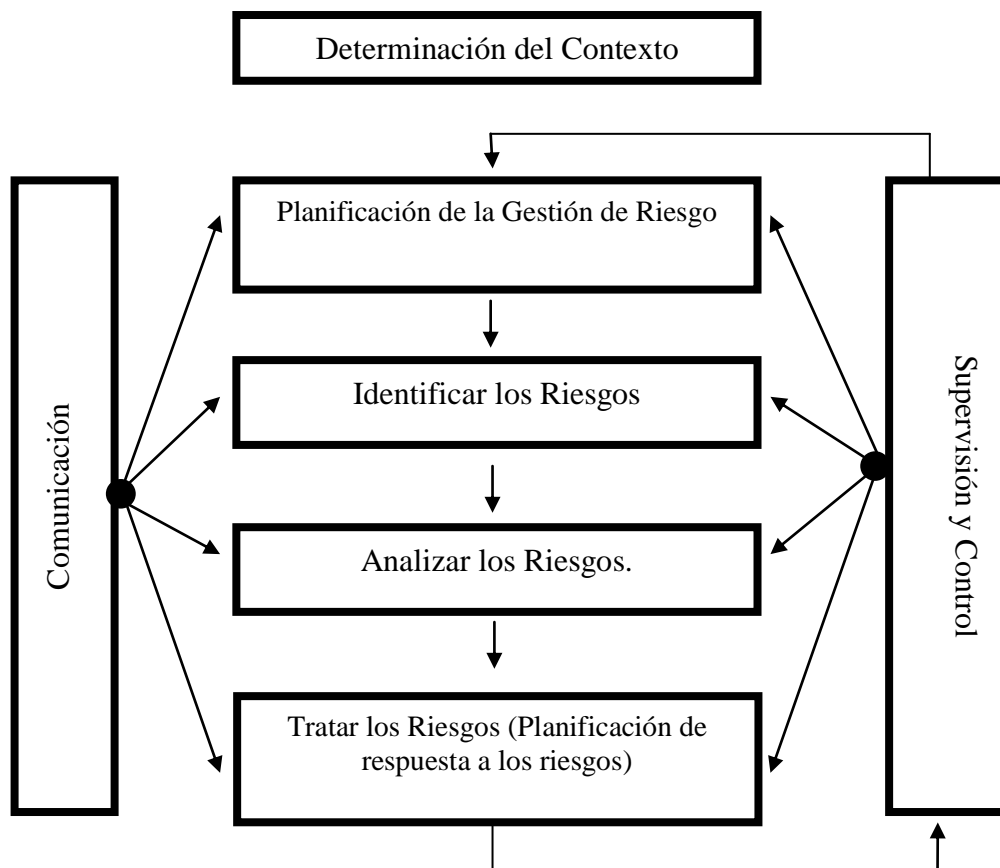 Determinación del Contexto
Planificación de la Gestión de Riesgo
Identificar los Riesgos
Analizar los Riesgos.
Tratar los Riesgos (Planificación de
respuesta a los riesgos)
Comunicación
Supervisión y Control